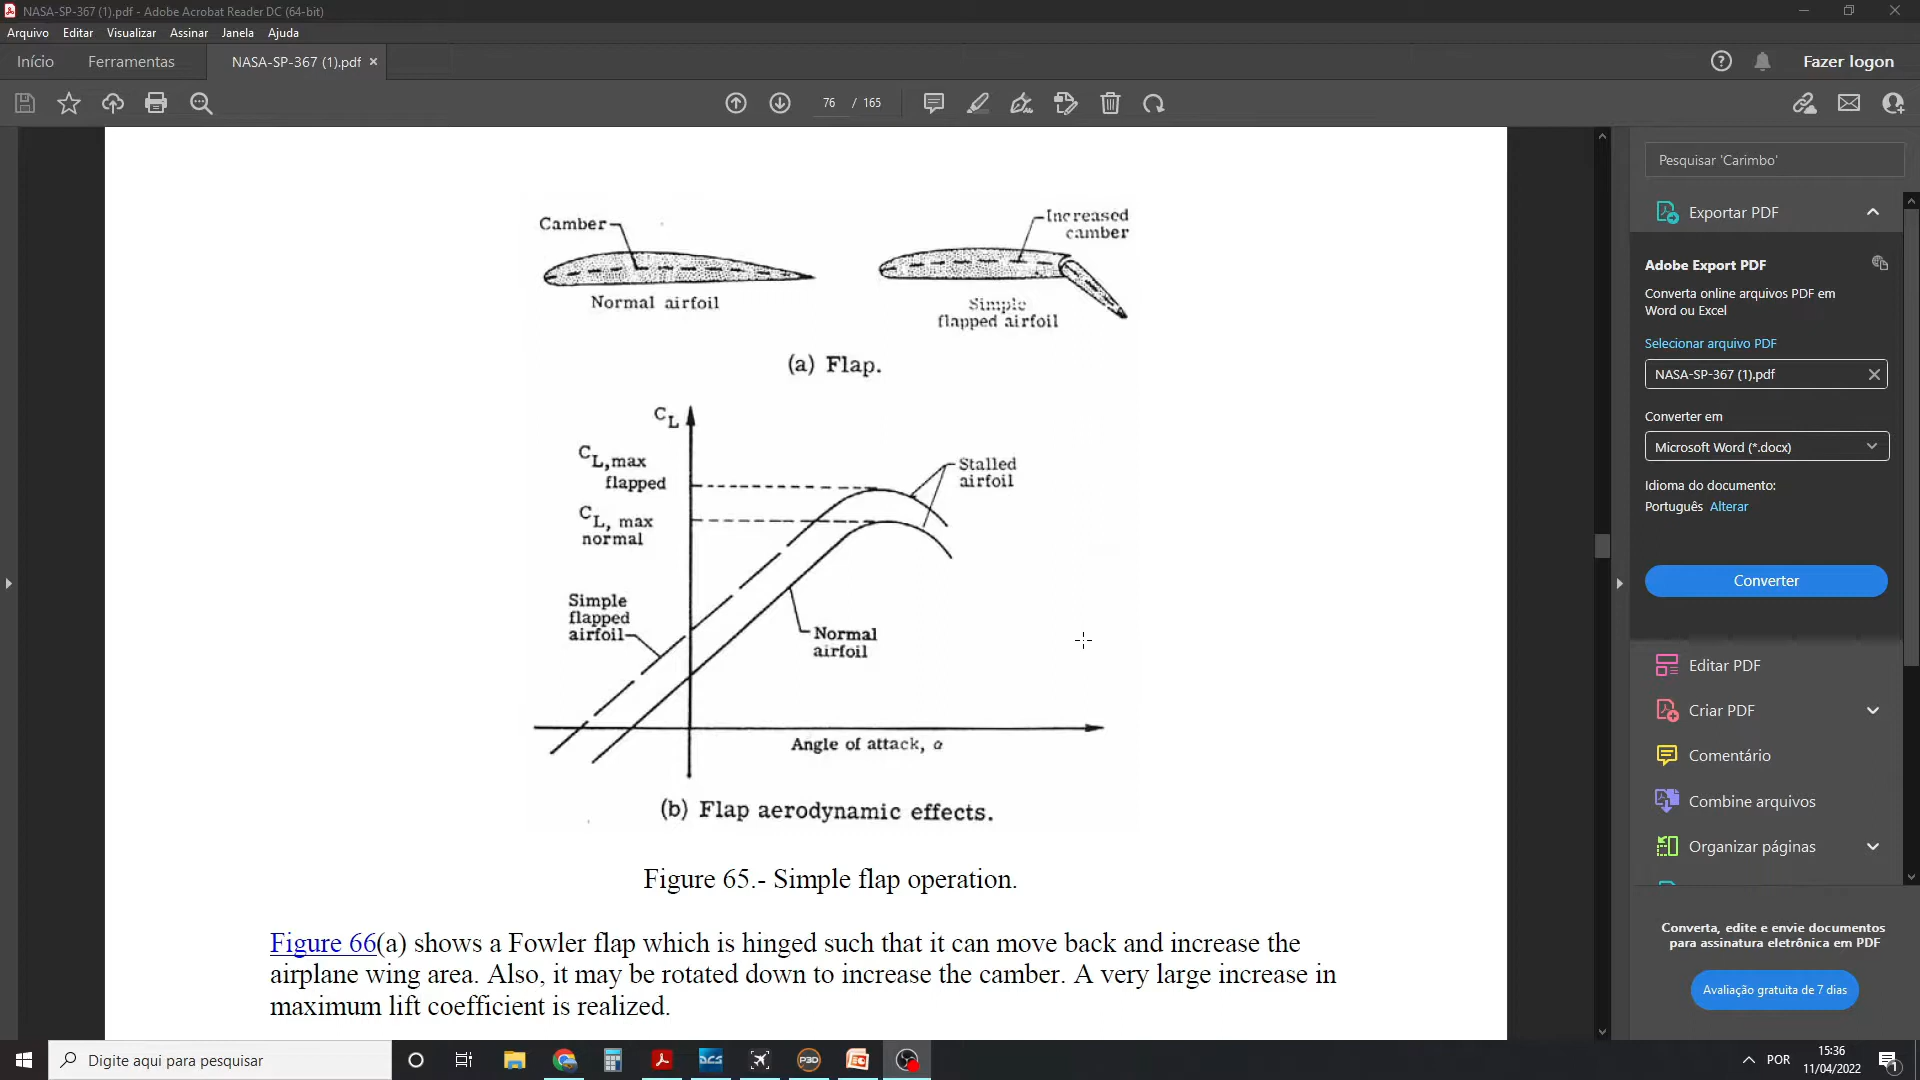 NASA-SP-367 (1).pdf - Adobe Acrobat Reader DC (64-bit)
Arquivo Editar Visualizar Assinar Janela Ajuda
Início Ferramentas NASA-SP-367 (1).pdf × Fazer logon
76 / 165
Pesquisar 'Carimbo'
Camber
Normal airfoil
Increased
camber
Simple
flapped airfoil
(a) Flap.
CL
CL,max
flapped
CL, max
normal
Stalled
airfoil
Simple
flapped
airfoil
Normal
airfoil
Angle of attack, α
(b) Flap aerodynamic effects.
Figure 65.- Simple flap operation.
Figure 66(a) shows a Fowler flap which is hinged such that it can move back and increase the
airplane wing area. Also, it may be rotated down to increase the camber. A very large increase in
maximum lift coefficient is realized.
Exportar PDF
Adobe Export PDF
Converta online arquivos PDF em
Word ou Excel
Selecionar arquivo PDF
NASA-SP-367 (1).pdf
Converter em
Microsoft Word (*.docx)
Idioma do documento:
Português Alterar
Converter
Editar PDF
Criar PDF
Comentário
Combine arquivos
Organizar páginas
Converta, edite e envie documentos
para assinatura eletrônica em PDF
Avaliação gratuita de 7 dias
Digite aqui para pesquisar
DCS
P3D
POR
15:36
11/04/2022
1